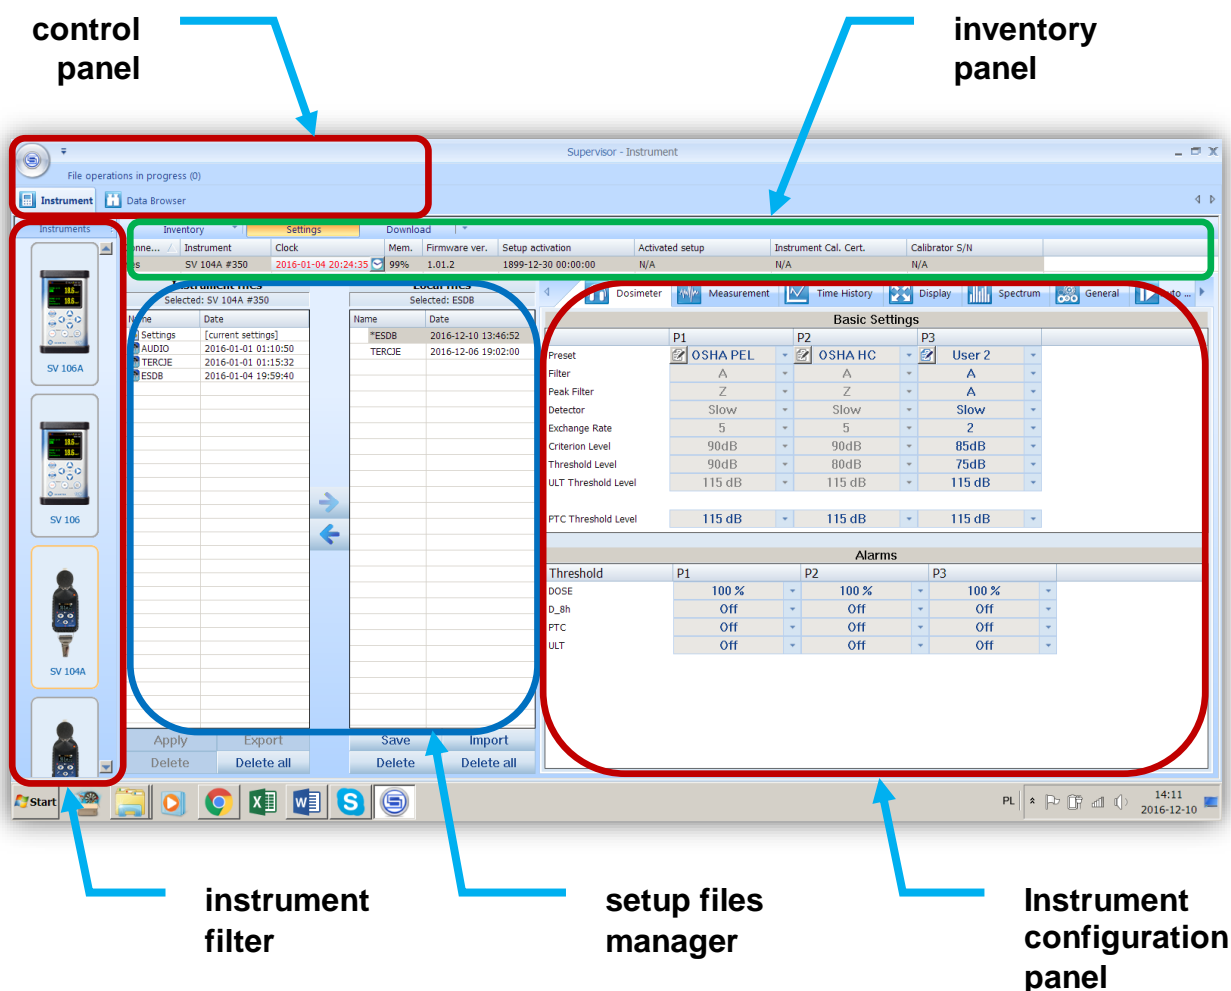 control
panel
inventory
panel
Supervisor - Instrument
File operations in progress (0)
Instrument Data Browser
Instruments Inventory Settings Download
Instrument Clock Mem. Firmware ver. Setup activation Activated setup Instrument Cal. Cert. Calibrator S/N
SV 104A #350 2016-01-04 20:24:35 99% 1.01.2 1899-12-30 00:00:00 N/A N/A N/A
Selected: SV 104A #350 Selected: ESDB
Dosimeter Measurement Time History Display Spectrum General
Name Date
Settings [current settings]
AUDIO 2016-01-01 01:10:50
TERCJE 2016-01-01 01:15:32
ESDB 2016-01-04 19:59:40
Name Date
*ESDB 2016-12-10 13:46:52
TERCJE 2016-12-06 19:02:00
Basic Settings
P1 P2 P3
Preset OSHA PEL OSHA HC User 2
Filter A A A
Peak Filter Z Z A
Detector Slow Slow Slow
Exchange Rate 5 5 2
Criterion Level 90dB 90dB 85dB
Threshold Level 90dB 80dB 75dB
ULT Threshold Level 115 dB 115 dB 115 dB
PTC Threshold Level 115 dB 115 dB 115 dB
Alarms
Threshold P1 P2 P3
DOSE 100 % 100 % 100 %
D_8h Off Off Off
PTC Off Off Off
ULT Off Off Off
SV 106A
SV 106
SV 104A
Apply Export Save Import
Delete Delete all Delete Delete all
Start
PL 14:11
2016-12-10
instrument
filter
setup files
manager
Instrument
configuration
panel